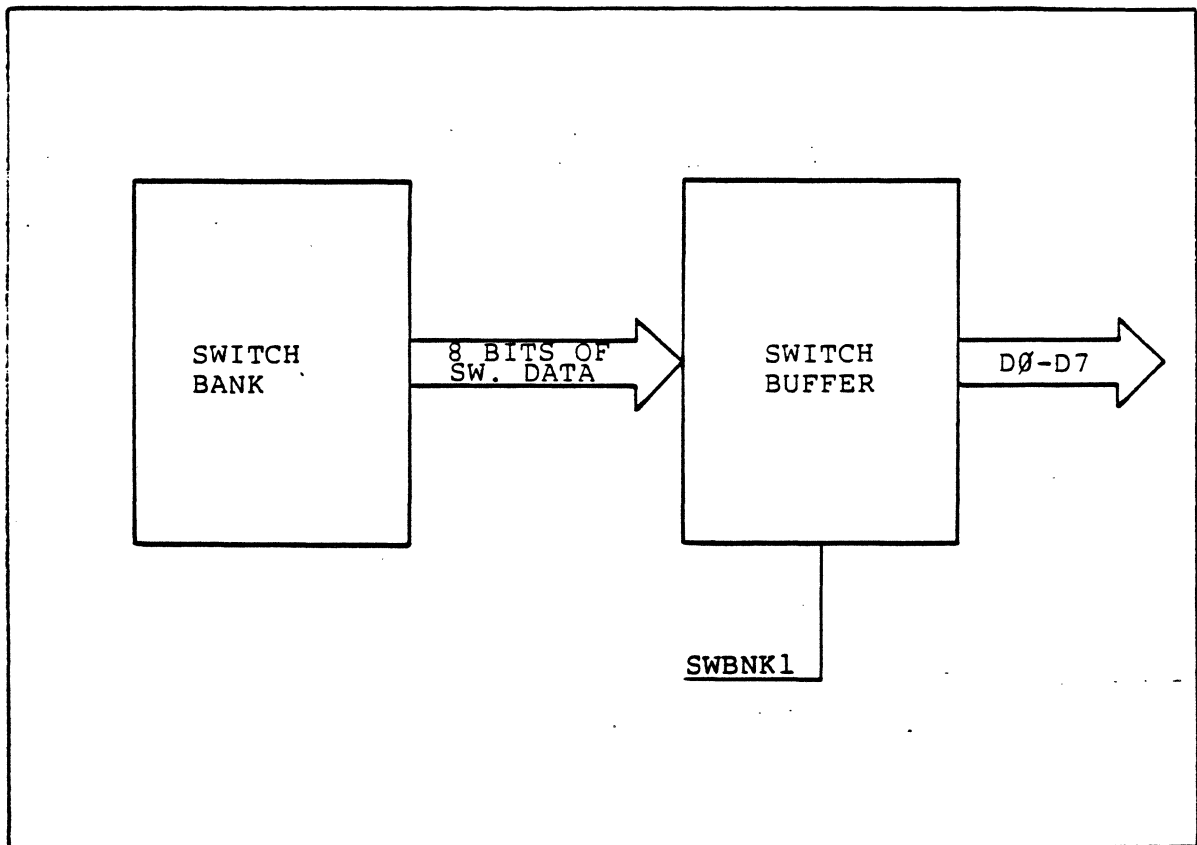 SWITCH
BANK
8 BITS OF
SW. DATA
SWITCH
BUFFER
DØ-D7
SWBNK1